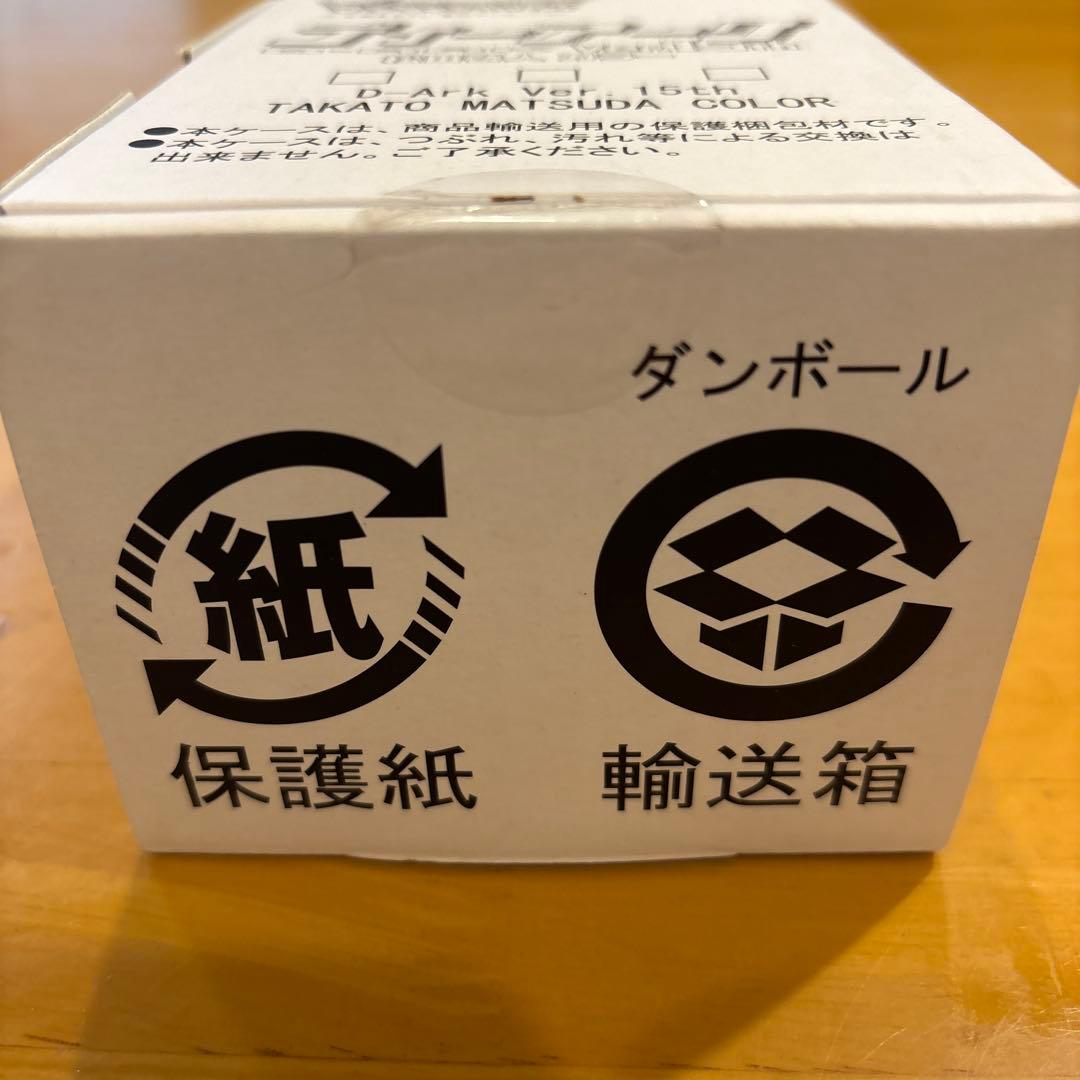 D-Ark Ver.15th
TAKATO MATSUDA COLOR
●本ケースは、商品輸送用の保護梱包材です。
●本ケースは、つぶれ、汚れ等による交換は
出来ません。ご了承ください。
ダンボール
紙
保護紙
輸送箱